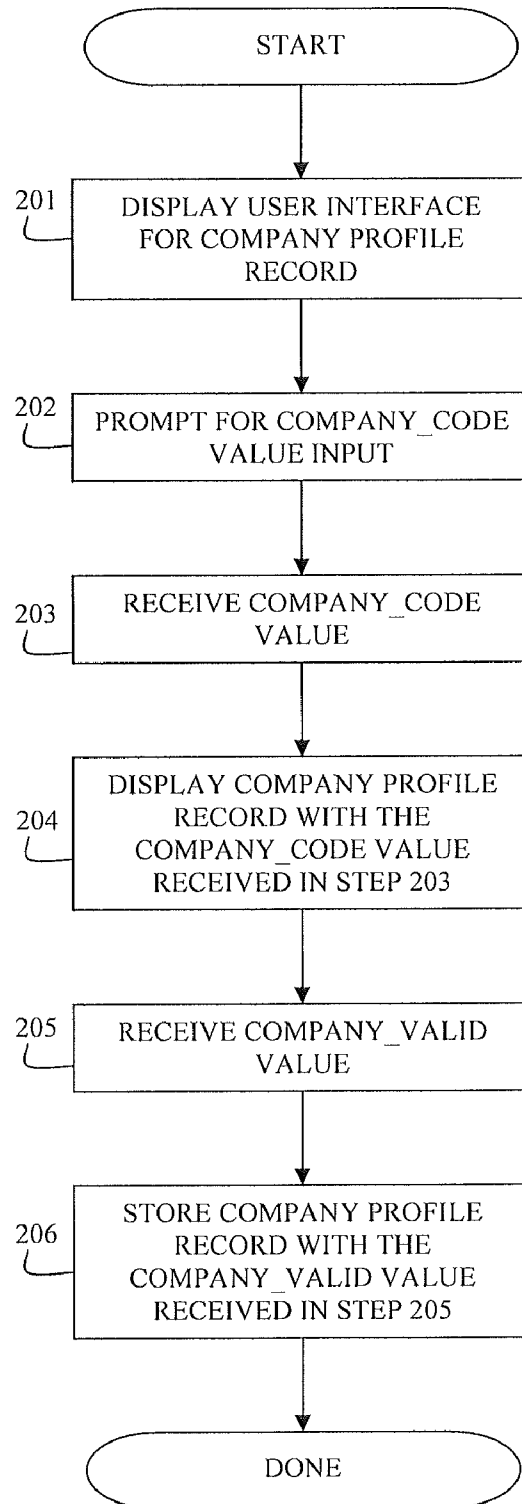 START
201
DISPLAY USER INTERFACE
FOR COMPANY PROFILE
RECORD
202
PROMPT FOR COMPANY_CODE
VALUE INPUT
203
RECEIVE COMPANY_CODE
VALUE
204
DISPLAY COMPANY PROFILE
RECORD WITH THE
COMPANY_CODE VALUE
RECEIVED IN STEP 203
205
RECEIVE COMPANY_VALID
VALUE
206
STORE COMPANY PROFILE
RECORD WITH THE
COMPANY_VALID VALUE
RECEIVED IN STEP 205
DONE